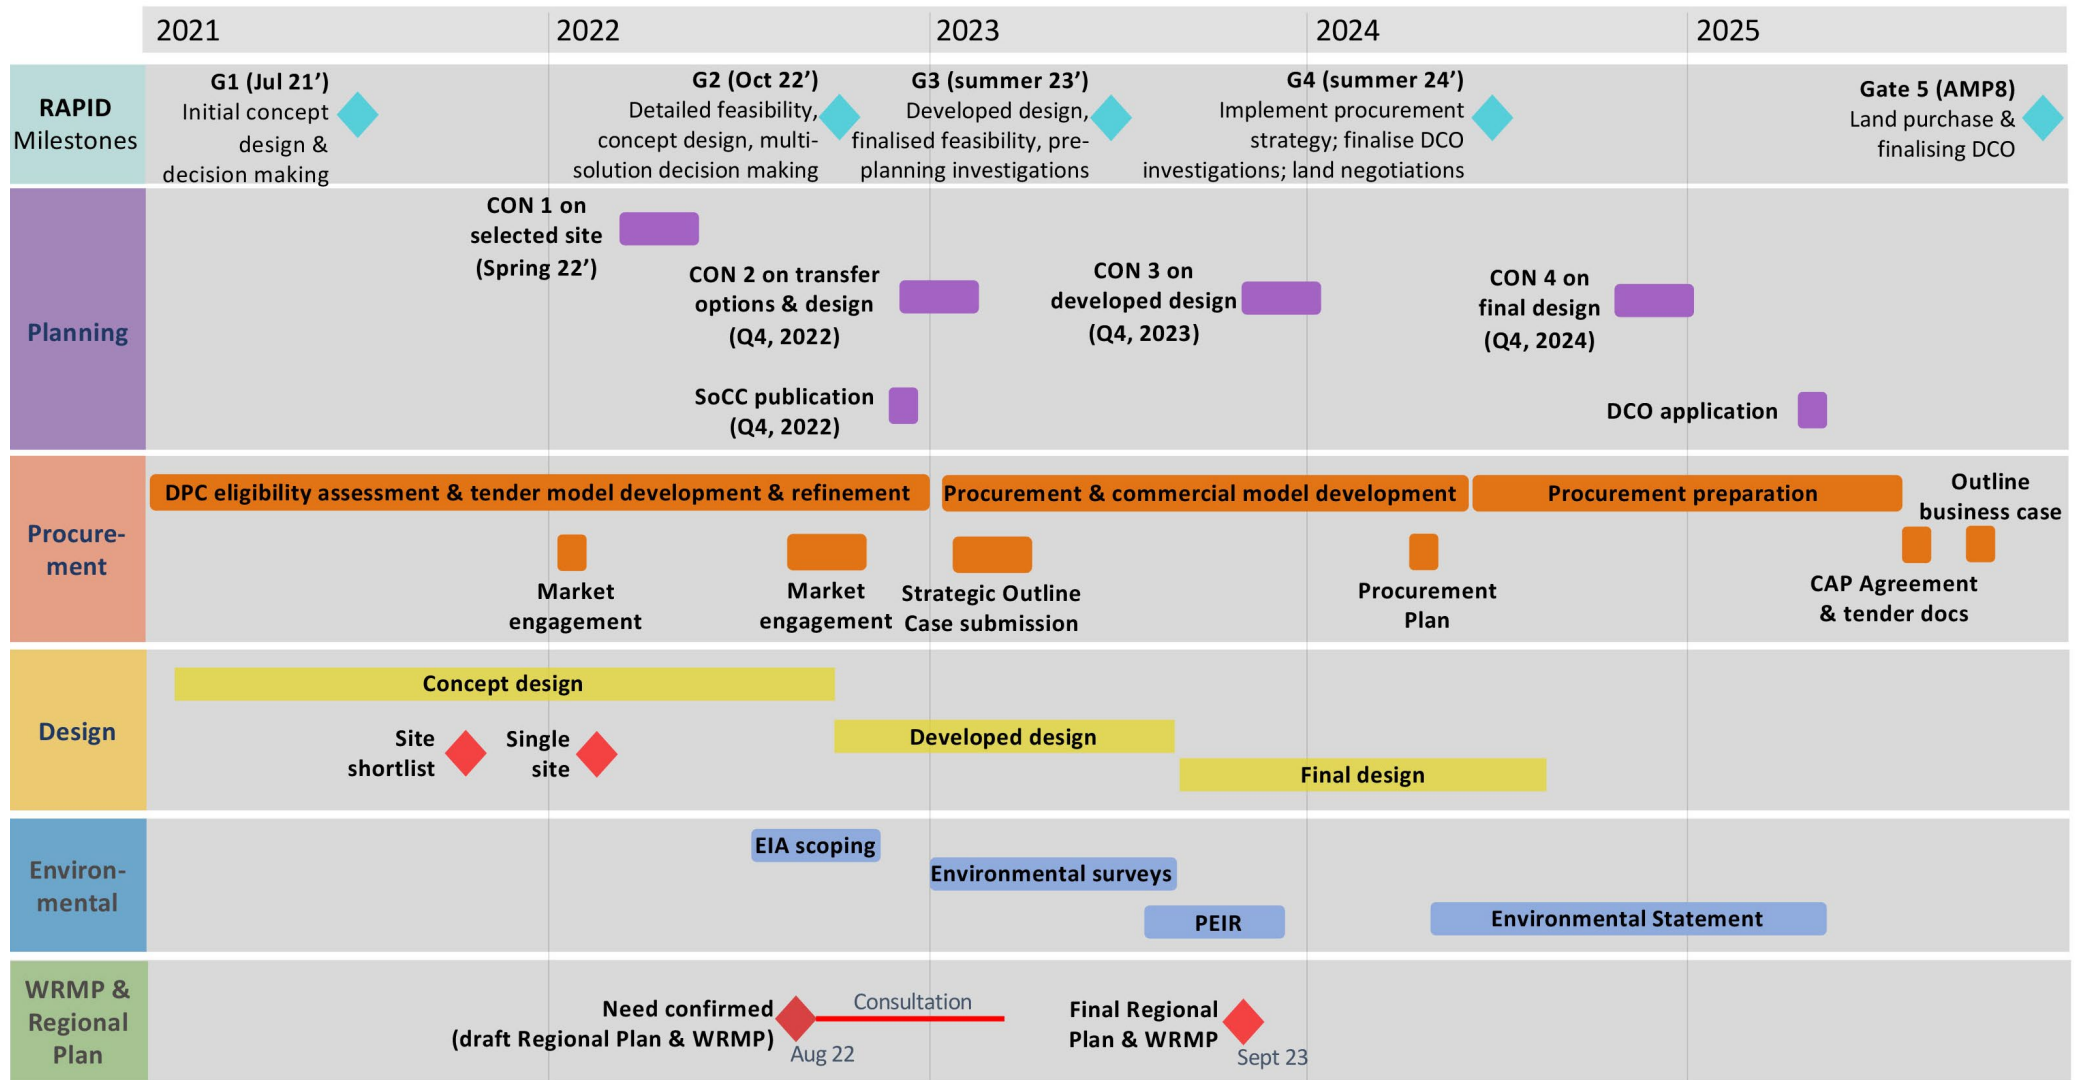 2021
2022
2023
2024
2025
RAPID
Milestones
G1 (Jul 21’)
Initial concept
design &
decision making
G2 (Oct 22’)
Detailed feasibility,
concept design, multi-
solution decision making
G3 (summer 23’)
Developed design,
finalised feasibility, pre-
planning investigations
G4 (summer 24’)
Implement procurement
strategy; finalise DCO
investigations; land negotiations
Gate 5 (AMP8)
Land purchase &
finalising DCO
Planning
CON 1 on
selected site
(Spring 22’)
CON 2 on transfer
options & design
(Q4, 2022)
CON 3 on
developed design
(Q4, 2023)
CON 4 on
final design
(Q4, 2024)
SoCC publication
(Q4, 2022)
DCO application
Procure-
ment
DPC eligibility assessment & tender model development & refinement
Procurement & commercial model development
Procurement preparation
Outline
business case
Market
engagement
Market
engagement
Strategic Outline
Case submission
Procurement
Plan
CAP Agreement
& tender docs
Design
Concept design
Site
shortlist
Single
site
Developed design
Final design
Environ-
mental
EIA scoping
Environmental surveys
PEIR
Environmental Statement
WRMP &
Regional
Plan
Need confirmed
(draft Regional Plan & WRMP)
Aug 22
Consultation
Final Regional
Plan & WRMP
Sept 23